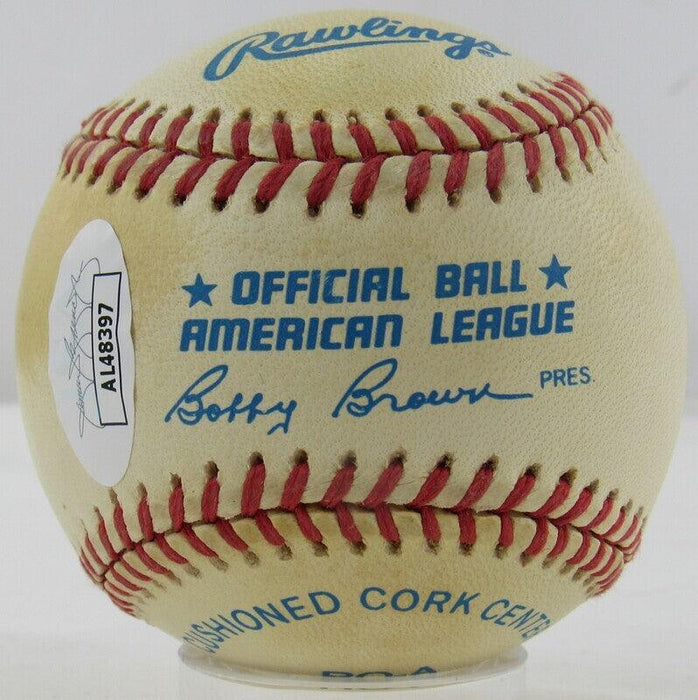 Rawlings
★ OFFICIAL BALL ★
AMERICAN LEAGUE
Bobby Brown PRES.
AL48397
CUSHIONED CORK CENTER